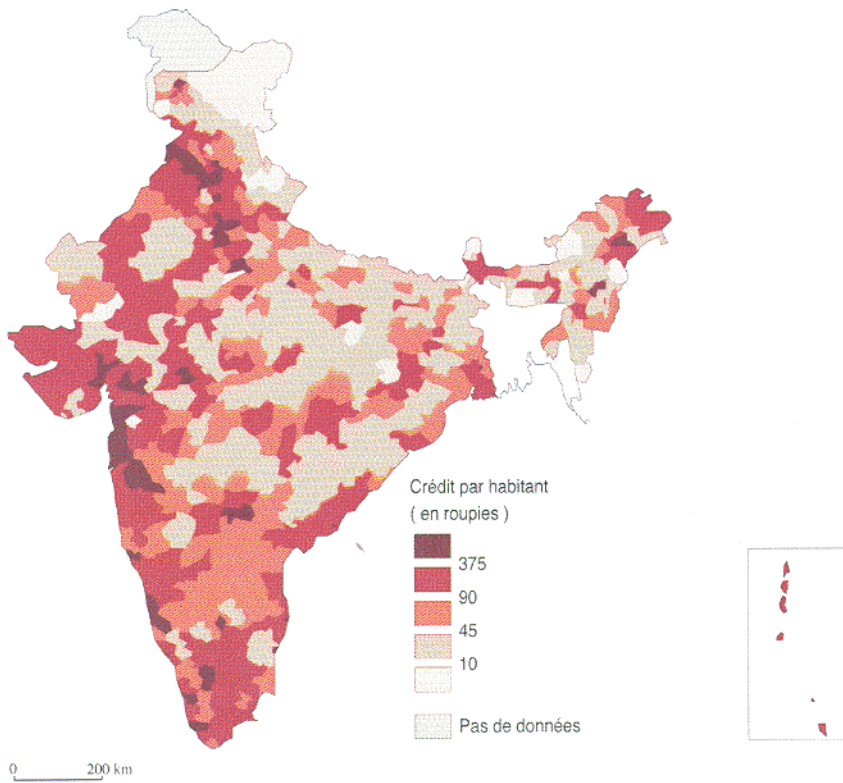 Crédit par habitant
( en roupies )
375
90
45
10
Pas de données
0 200 km